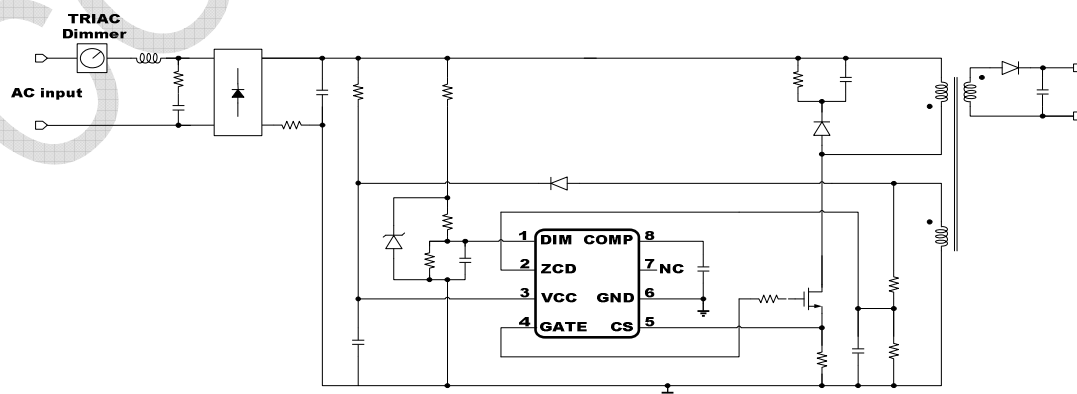 TRIAC
Dimmer
AC input
1 DIM COMP 8
2 ZCD 7 NC
3 VCC GND 6
4 GATE CS 5